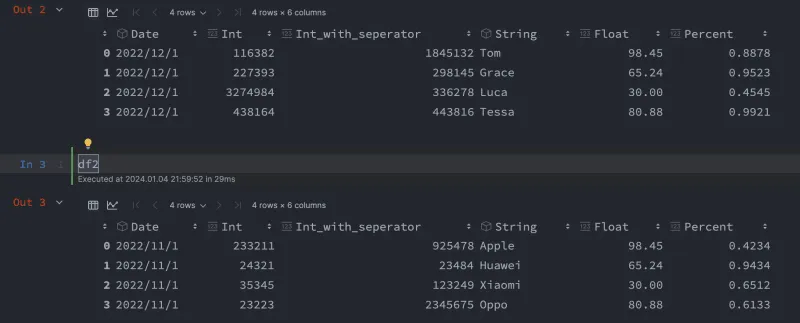 Out 2 4 rows 4 rows × 6 columns
Date Int Int_with_seperator String Float Percent
0 2022/12/1 116382 1845132 Tom 98.45 0.8878
1 2022/12/1 227393 298145 Grace 65.24 0.9523
2 2022/12/1 3274984 336278 Luca 30.00 0.4545
3 2022/12/1 438164 443816 Tessa 80.88 0.9921
In 3 1 df2
Executed at 2024.01.04 21:59:52 in 29ms
Out 3 4 rows 4 rows × 6 columns
Date Int Int_with_seperator String Float Percent
0 2022/11/1 233211 925478 Apple 98.45 0.4234
1 2022/11/1 24321 23484 Huawei 65.24 0.9434
2 2022/11/1 35345 123249 Xiaomi 30.00 0.6512
3 2022/11/1 23223 2345675 Oppo 80.88 0.6133